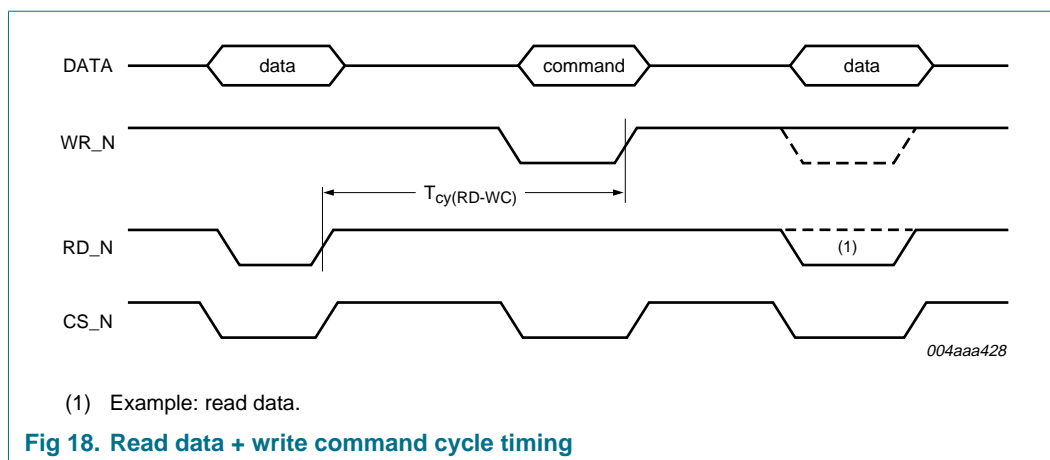 DATA data command data
WR_N
Tcy(RD-WC)
RD_N (1)
CS_N
004aaa428
(1) Example: read data.
Fig 18. Read data + write command cycle timing